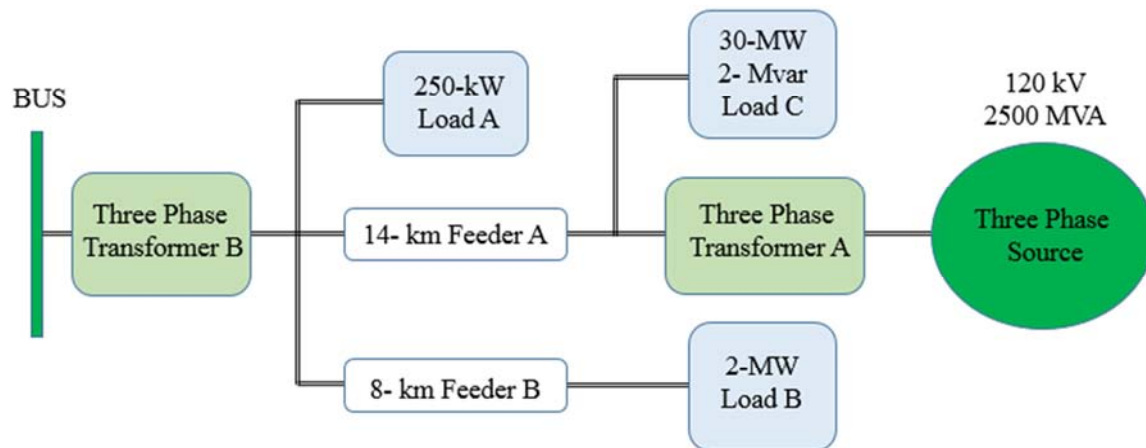 BUS
Three Phase
Transformer B
250-kW
Load A
14- km Feeder A
8- km Feeder B
30-MW
2- Mvar
Load C
Three Phase
Transformer A
2-MW
Load B
120 kV
2500 MVA
Three Phase
Source